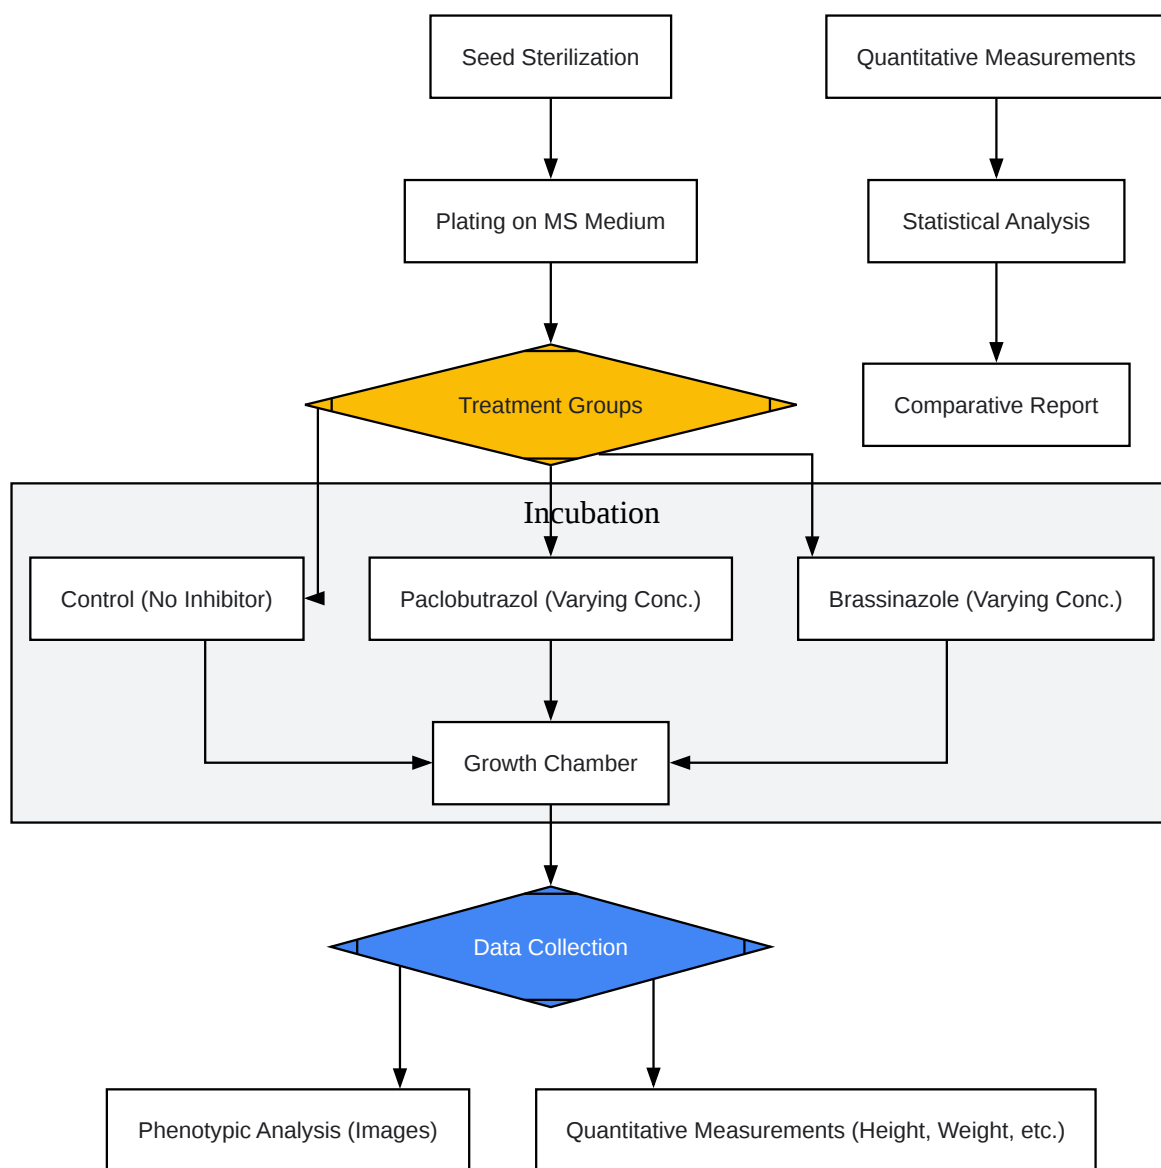 Seed Sterilization
Quantitative Measurements
Plating on MS Medium
Statistical Analysis
Treatment Groups
Comparative Report
Incubation
Control (No Inhibitor)
Paclobutrazol (Varying Conc.)
Brassinazole (Varying Conc.)
Growth Chamber
Data Collection
Phenotypic Analysis (Images)
Quantitative Measurements (Height, Weight, etc.)